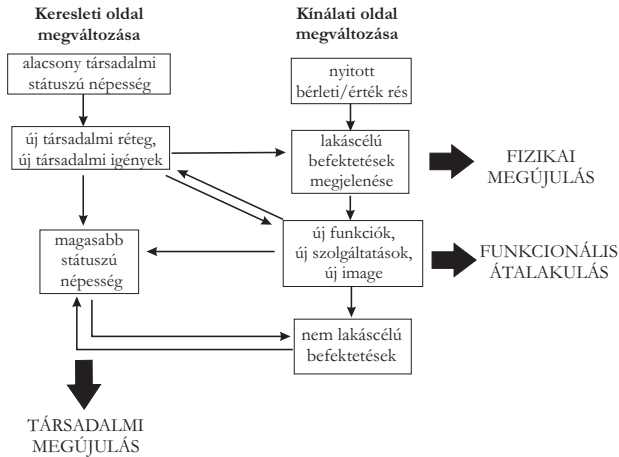 Keresleti oldal
megváltozása
Kínálati oldal
megváltozása
alacsony társadalmi
státuszú népesség
nyitott
bérleti/érték rés
új társadalmi réteg,
új társadalmi igények
lakáscélú
befektetések
megjelenése
FIZIKAI
MEGÚJULÁS
magasabb
státuszú
népesség
új funkciók,
új szolgáltatások,
új image
FUNKCIONÁLIS
ÁTALAKULÁS
nem lakáscélú
befektetések
TÁRSADALMI
MEGÚJULÁS